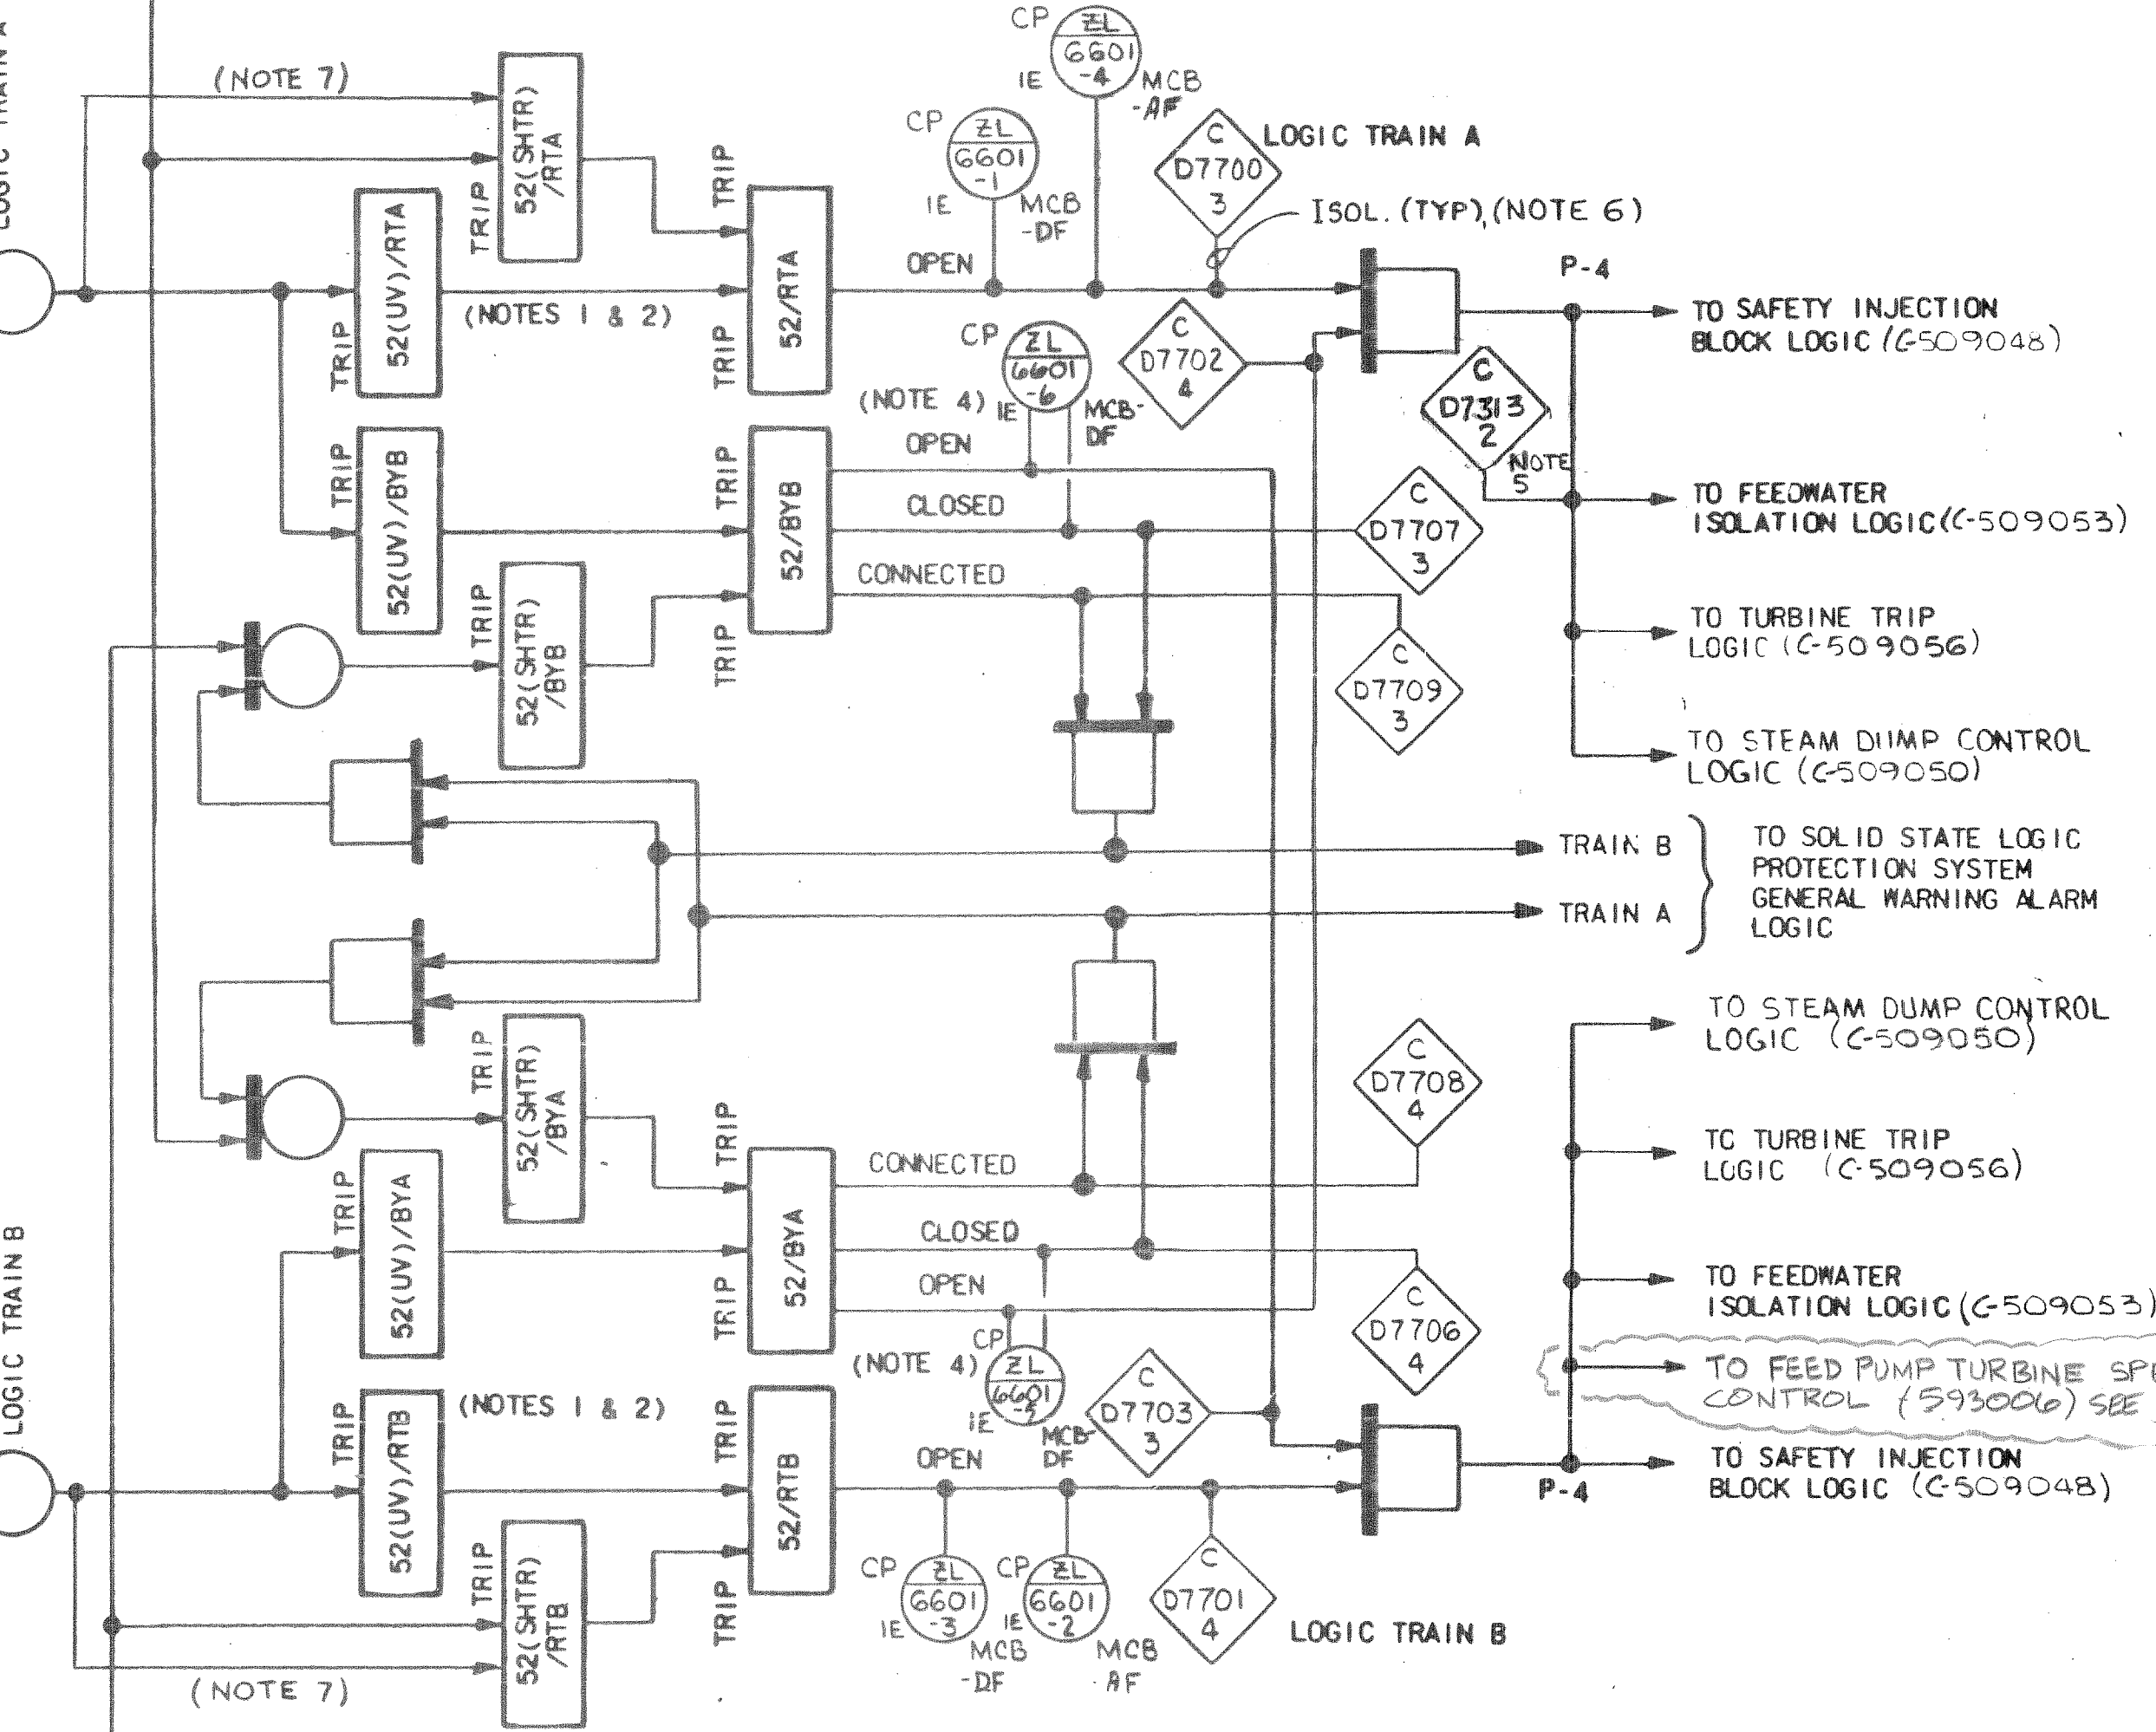 LOGIC TRAIN A
(NOTE 7)
TRIP
52(SHTR)
/RTA
TRIP
52(UV)/RTA
(NOTES 1 & 2)
TRIP
TRIP
52/RTA
OPEN
CP
ZL
6601
-1
IE
MCB
-DF
CP
ZL
6601
-4
IE
MCB
-AF
C
D7700
3
LOGIC TRAIN A
ISOL. (TYP), (NOTE 6)
P-4
TO SAFETY INJECTION
BLOCK LOGIC (C-509048)
C
D7702
4
C
D7313
2
NOTE
5
TO FEEDWATER
ISOLATION LOGIC (C-509053)
TO TURBINE TRIP
LOGIC (C-509056)
TO STEAM DUMP CONTROL
LOGIC (C-509050)
TRIP
52(UV)/BYB
TRIP
52(SHTR)
/BYB
TRIP
TRIP
52/BYB
CP
ZL
6601
-6
(NOTE 4)
IE
MCB-
DF
OPEN
CLOSED
CONNECTED
C
D7707
3
C
D7709
3
TRAIN B
TRAIN A
TO SOLID STATE LOGIC
PROTECTION SYSTEM
GENERAL WARNING ALARM
LOGIC
TRIP
52(SHTR)
/BYA
TRIP
52(UV)/BYA
TRIP
TRIP
52/BYA
CONNECTED
CLOSED
OPEN
C
D7708
4
C
D7706
4
(NOTE 4)
CP
ZL
6601
-5
IE
MCB-
DF
C
D7703
3
TO STEAM DUMP CONTROL
LOGIC (C-509050)
TO TURBINE TRIP
LOGIC (C-509056)
TO FEEDWATER
ISOLATION LOGIC (C-509053)
TO FEED PUMP TURBINE SPE
CONTROL (593006) SEE
TO SAFETY INJECTION
BLOCK LOGIC (C-509048)
P-4
LOGIC TRAIN B
TRIP
52(UV)/RTB
(NOTES 1 & 2)
TRIP
52(SHTR)
/RTB
(NOTE 7)
TRIP
TRIP
52/RTB
OPEN
CP
ZL
6601
-3
IE
MCB
-DF
CP
ZL
6601
-2
IE
MCB
AF
C
D7701
4
LOGIC TRAIN B